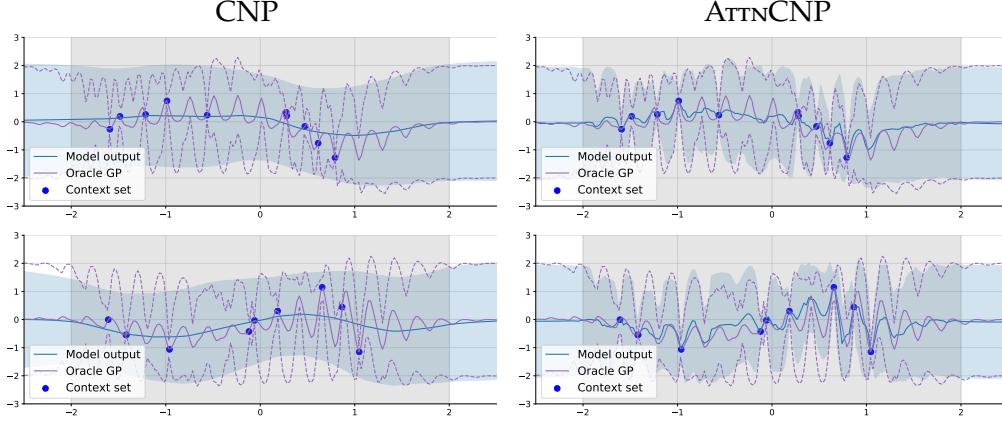 CNP
AttnCNP
3
2
1
0
−1
−2
−3
Model output
Oracle GP
Context set
−2 −1 0 1 2
3
2
1
0
−1
−2
−3
Model output
Oracle GP
Context set
−2 −1 0 1 2
3
2
1
0
−1
−2
−3
Model output
Oracle GP
Context set
−2 −1 0 1 2
3
2
1
0
−1
−2
−3
Model output
Oracle GP
Context set
−2 −1 0 1 2